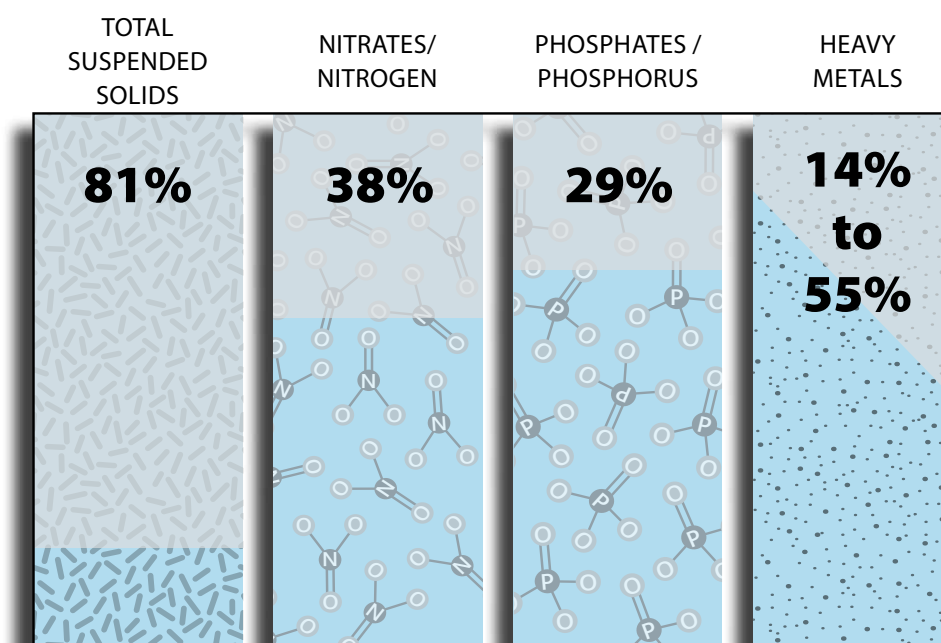 TOTAL
SUSPENDED
SOLIDS
NITRATES/
NITROGEN
PHOSPHATES /
PHOSPHORUS
HEAVY
METALS
81%
38%
29%
14%
to
55%